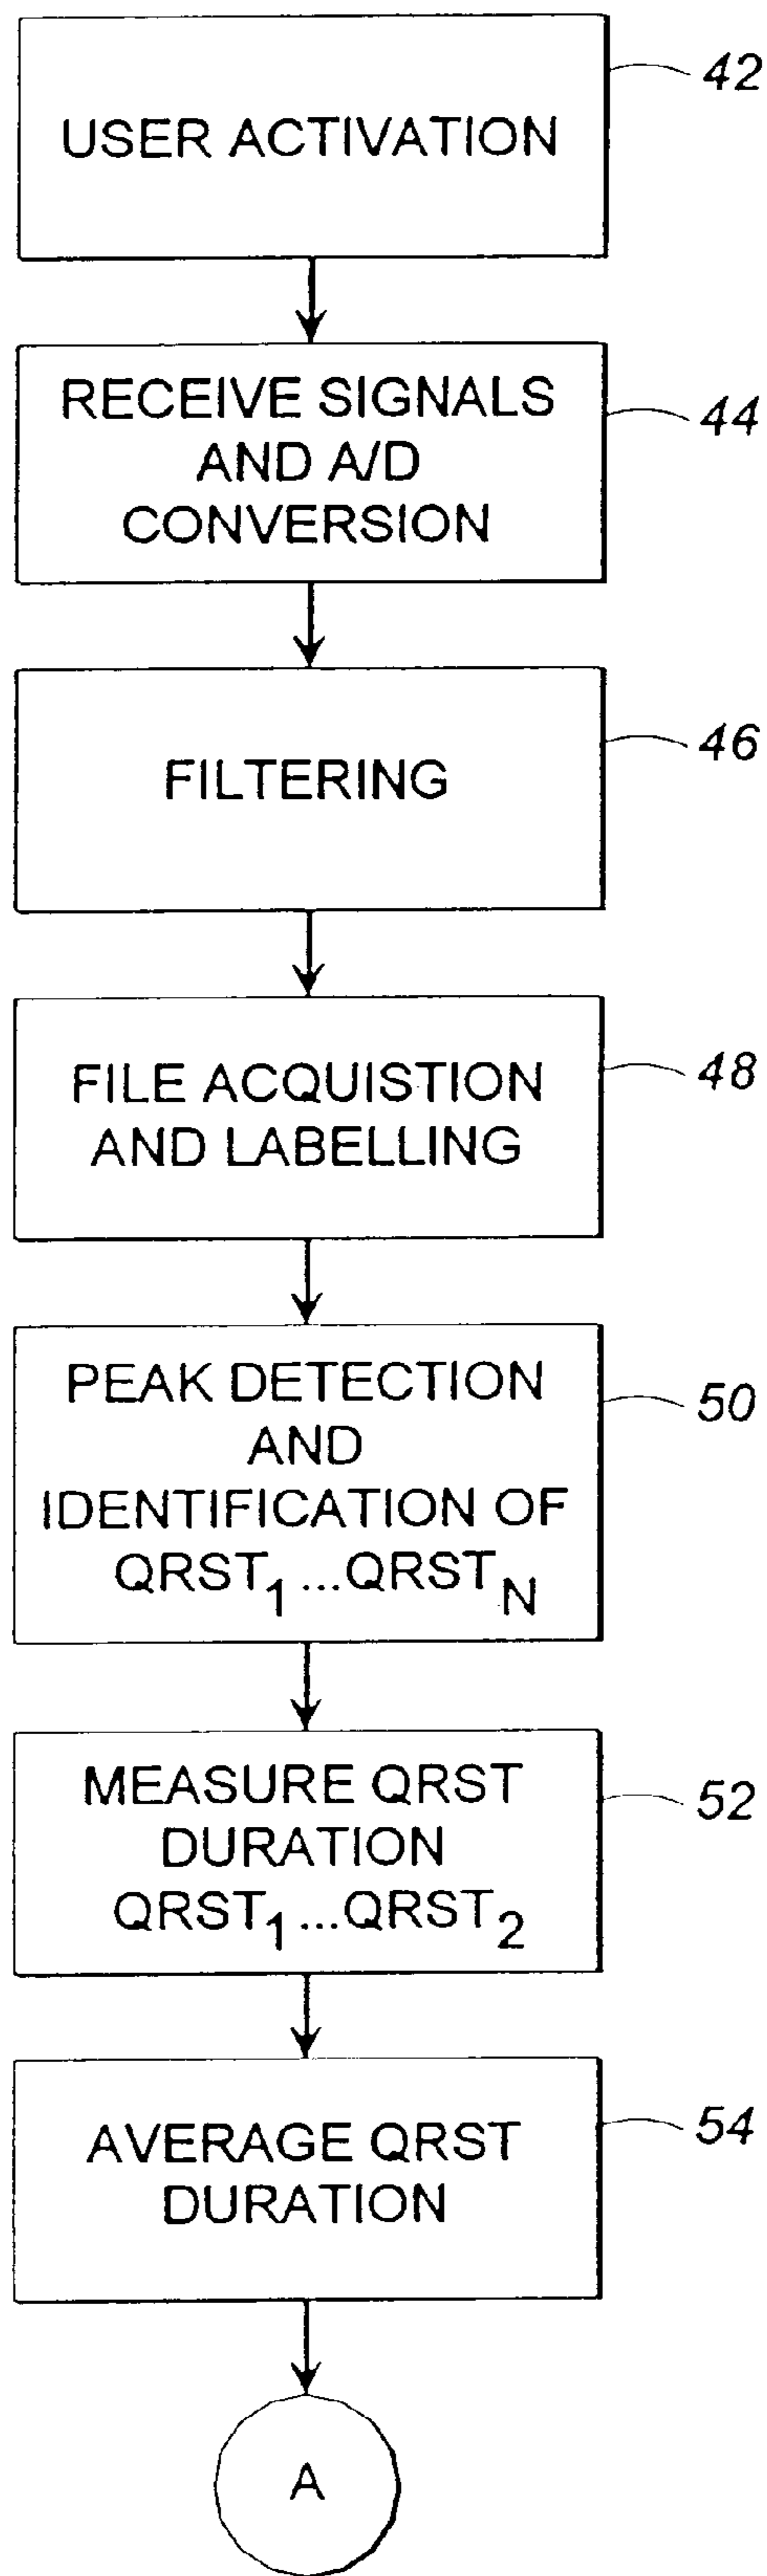 USER ACTIVATION
42
RECEIVE SIGNALS
AND A/D
CONVERSION
44
FILTERING
46
FILE ACQUISTION
AND LABELLING
48
PEAK DETECTION
AND
IDENTIFICATION OF
QRST₁...QRST_N
50
MEASURE QRST
DURATION
QRST₁...QRST₂
52
AVERAGE QRST
DURATION
54
A